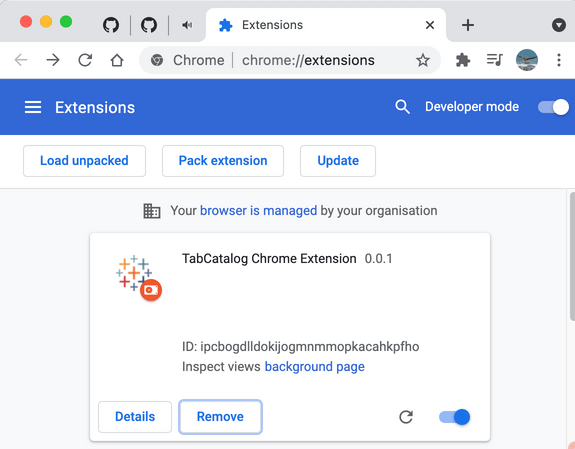 Extensions
Chrome | chrome://extensions
Extensions
Developer mode
Load unpacked
Pack extension
Update
Your browser is managed by your organisation
TabCatalog Chrome Extension 0.0.1
ID: ipcbogdlldokijogmnmmopkacahkpfho
Inspect views background page
Details
Remove